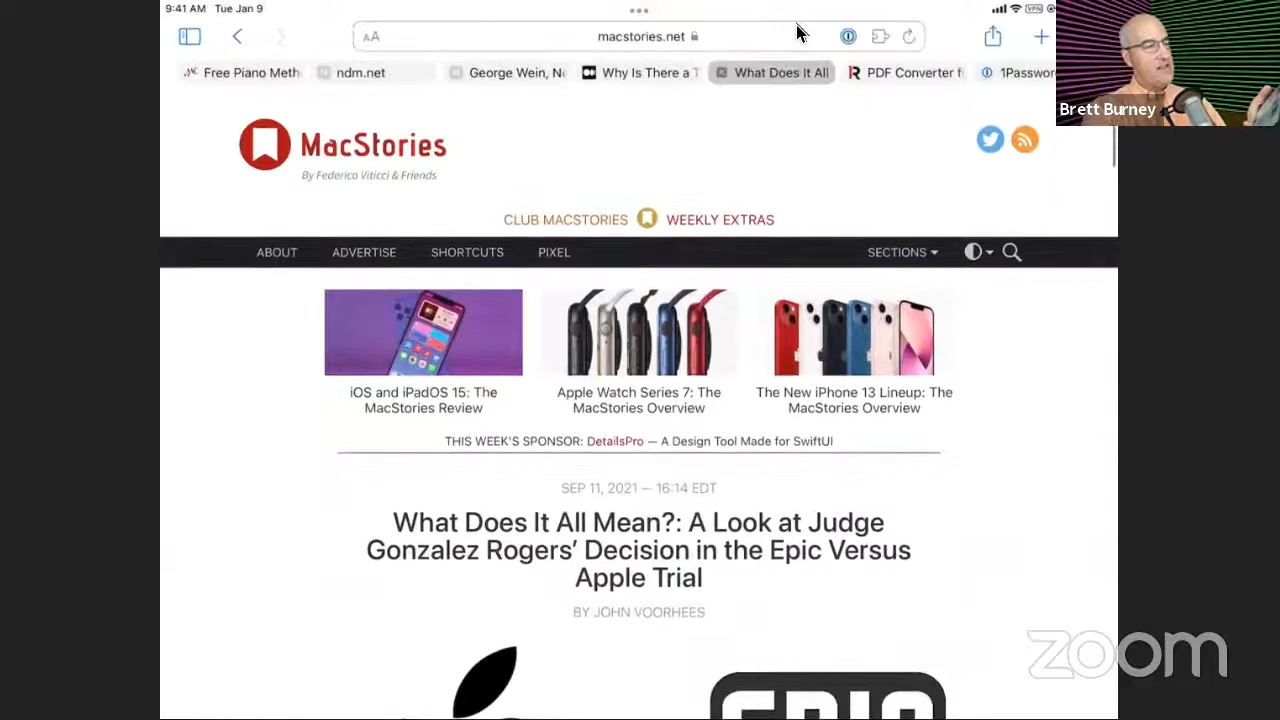 9:41 AM Tue Jan 9
VPN
AA
macstories.net
Free Piano Meth
ndm.net
George Wein, Ne
Why Is There a T
What Does It All
PDF Converter f
1Passwor
Brett Burney
MacStories
By Federico Viticci & Friends
CLUB MACSTORIES WEEKLY EXTRAS
ABOUT ADVERTISE SHORTCUTS PIXEL SECTIONS
iOS and iPadOS 15: The
MacStories Review
Apple Watch Series 7: The
MacStories Overview
The New iPhone 13 Lineup: The
MacStories Overview
THIS WEEK'S SPONSOR: DetailsPro — A Design Tool Made for SwiftUI
SEP 11, 2021 — 16:14 EDT
What Does It All Mean?: A Look at Judge
Gonzalez Rogers’ Decision in the Epic Versus
Apple Trial
BY JOHN VOORHEES
EPIC
zoom